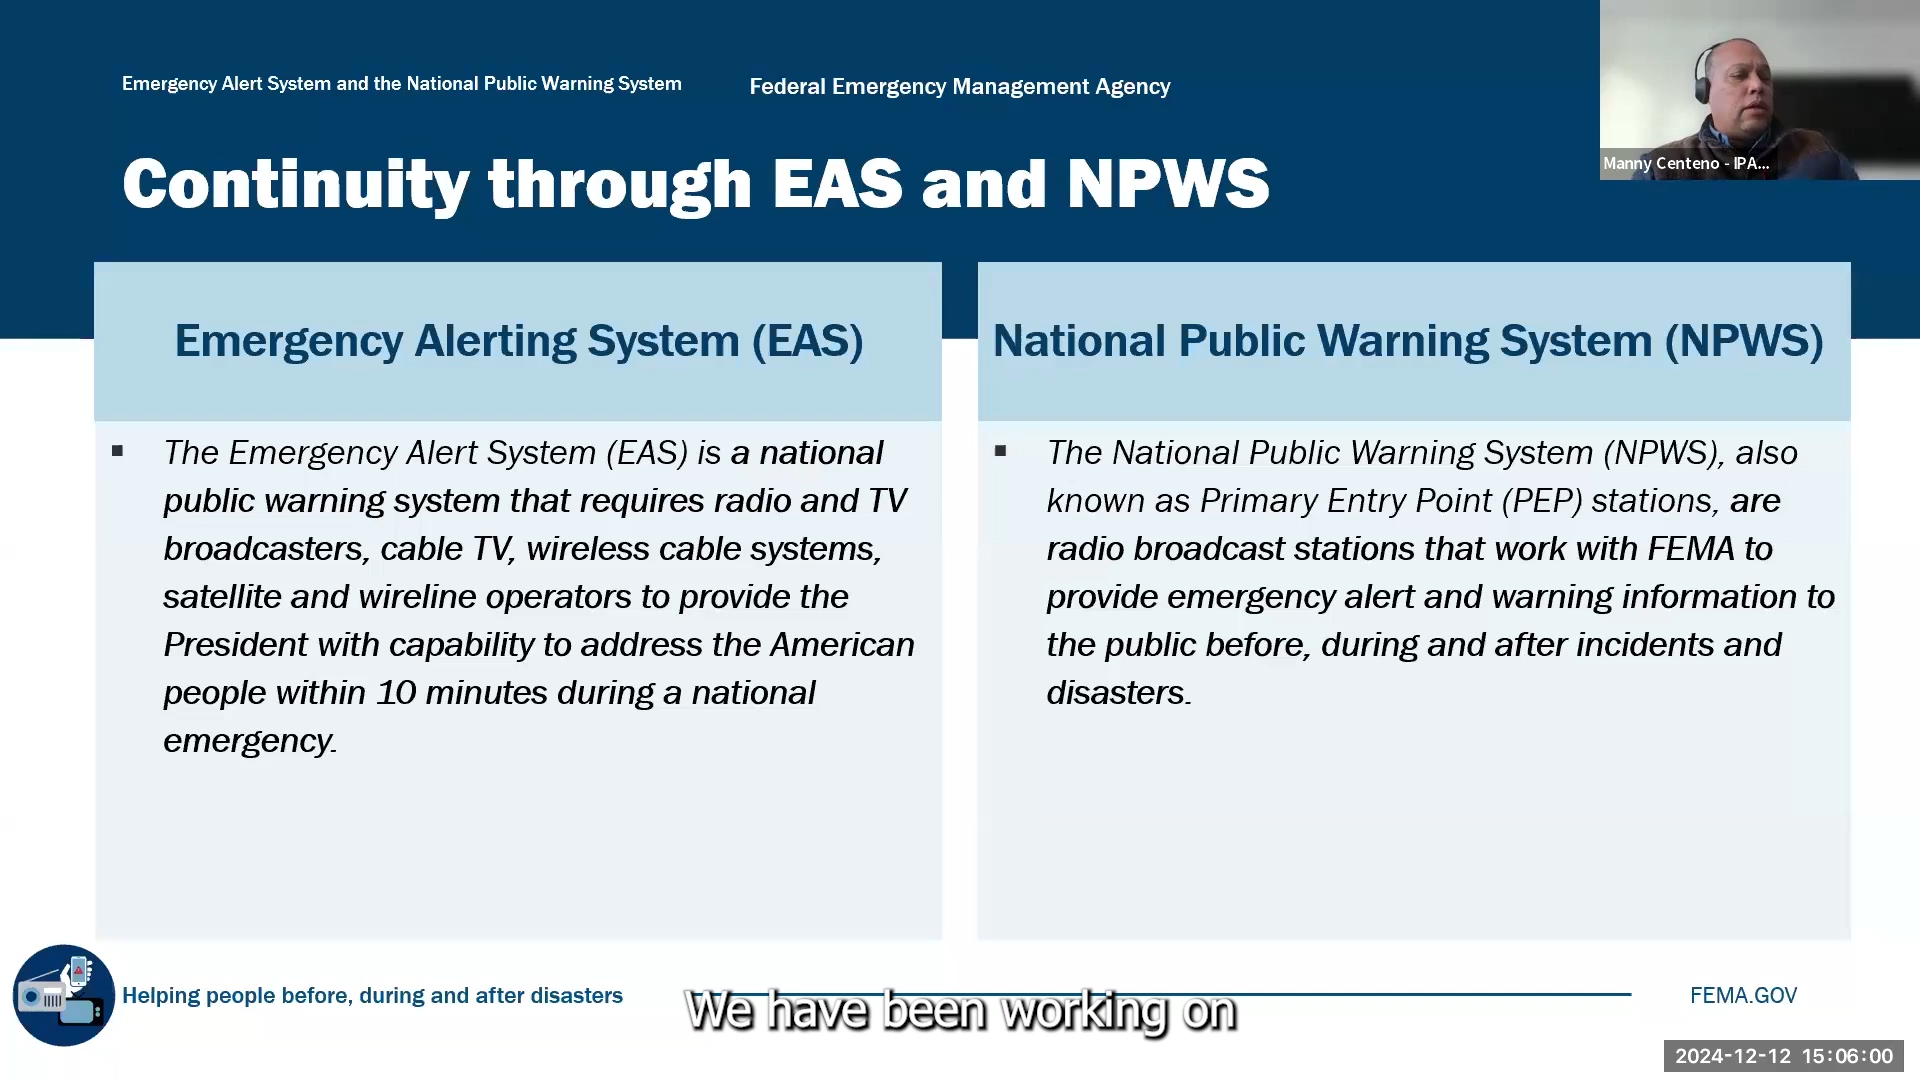 Emergency Alert System and the National Public Warning System
Federal Emergency Management Agency
Manny Centeno - IPA...
Continuity through EAS and NPWS
Emergency Alerting System (EAS)
▪ The Emergency Alert System (EAS) is a national
public warning system that requires radio and TV
broadcasters, cable TV, wireless cable systems,
satellite and wireline operators to provide the
President with capability to address the American
people within 10 minutes during a national
emergency.
National Public Warning System (NPWS)
▪ The National Public Warning System (NPWS), also
known as Primary Entry Point (PEP) stations, are
radio broadcast stations that work with FEMA to
provide emergency alert and warning information to
the public before, during and after incidents and
disasters.
Helping people before, during and after disasters
We have been working on
FEMA.GOV
2024-12-12 15:06:00